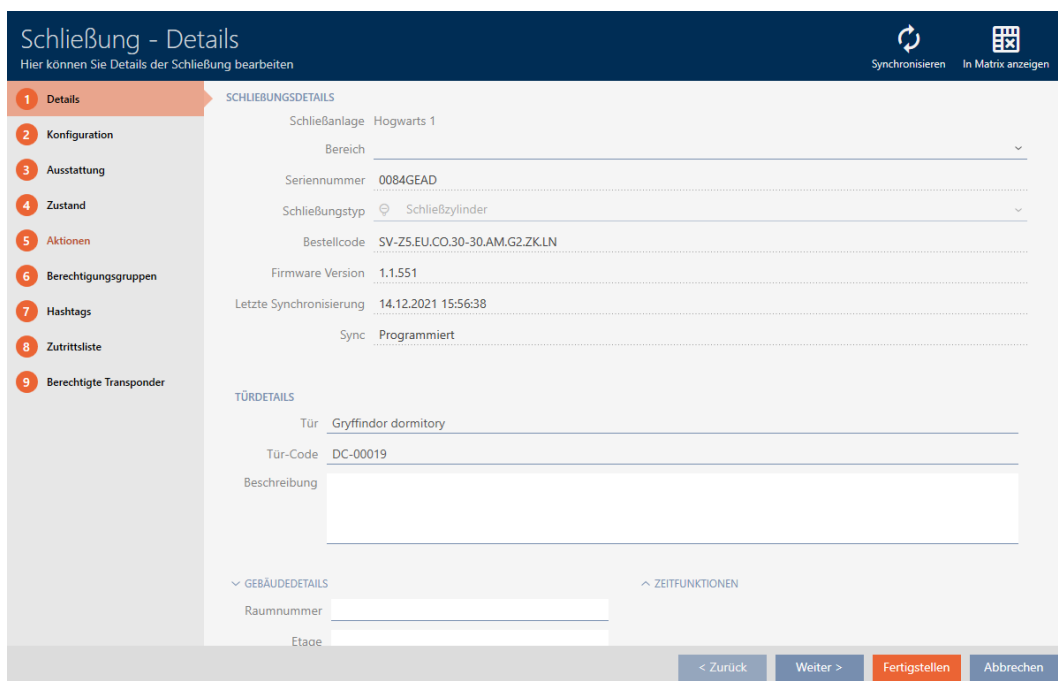 Schließung - Details
Hier können Sie Details der Schließung bearbeiten
Synchronisieren
In Matrix anzeigen
1 Details
2 Konfiguration
3 Ausstattung
4 Zustand
5 Aktionen
6 Berechtigungsgruppen
7 Hashtags
8 Zutrittsliste
9 Berechtigte Transponder
SCHLIEßUNGSDETAILS
Schließanlage Hogwarts 1
Bereich
Seriennummer 0084GEAD
Schließungstyp Schließzylinder
Bestellcode SV-Z5.EU.CO.30-30.AM.G2.ZK.LN
Firmware Version 1.1.551
Letzte Synchronisierung 14.12.2021 15:56:38
Sync Programmiert
TÜRDETAILS
Tür Gryffindor dormitory
Tür-Code DC-00019
Beschreibung
GEBÄUDEDETAILS
Raumnummer
Etage
ZEITFUNKTIONEN
< Zurück
Weiter >
Fertigstellen
Abbrechen